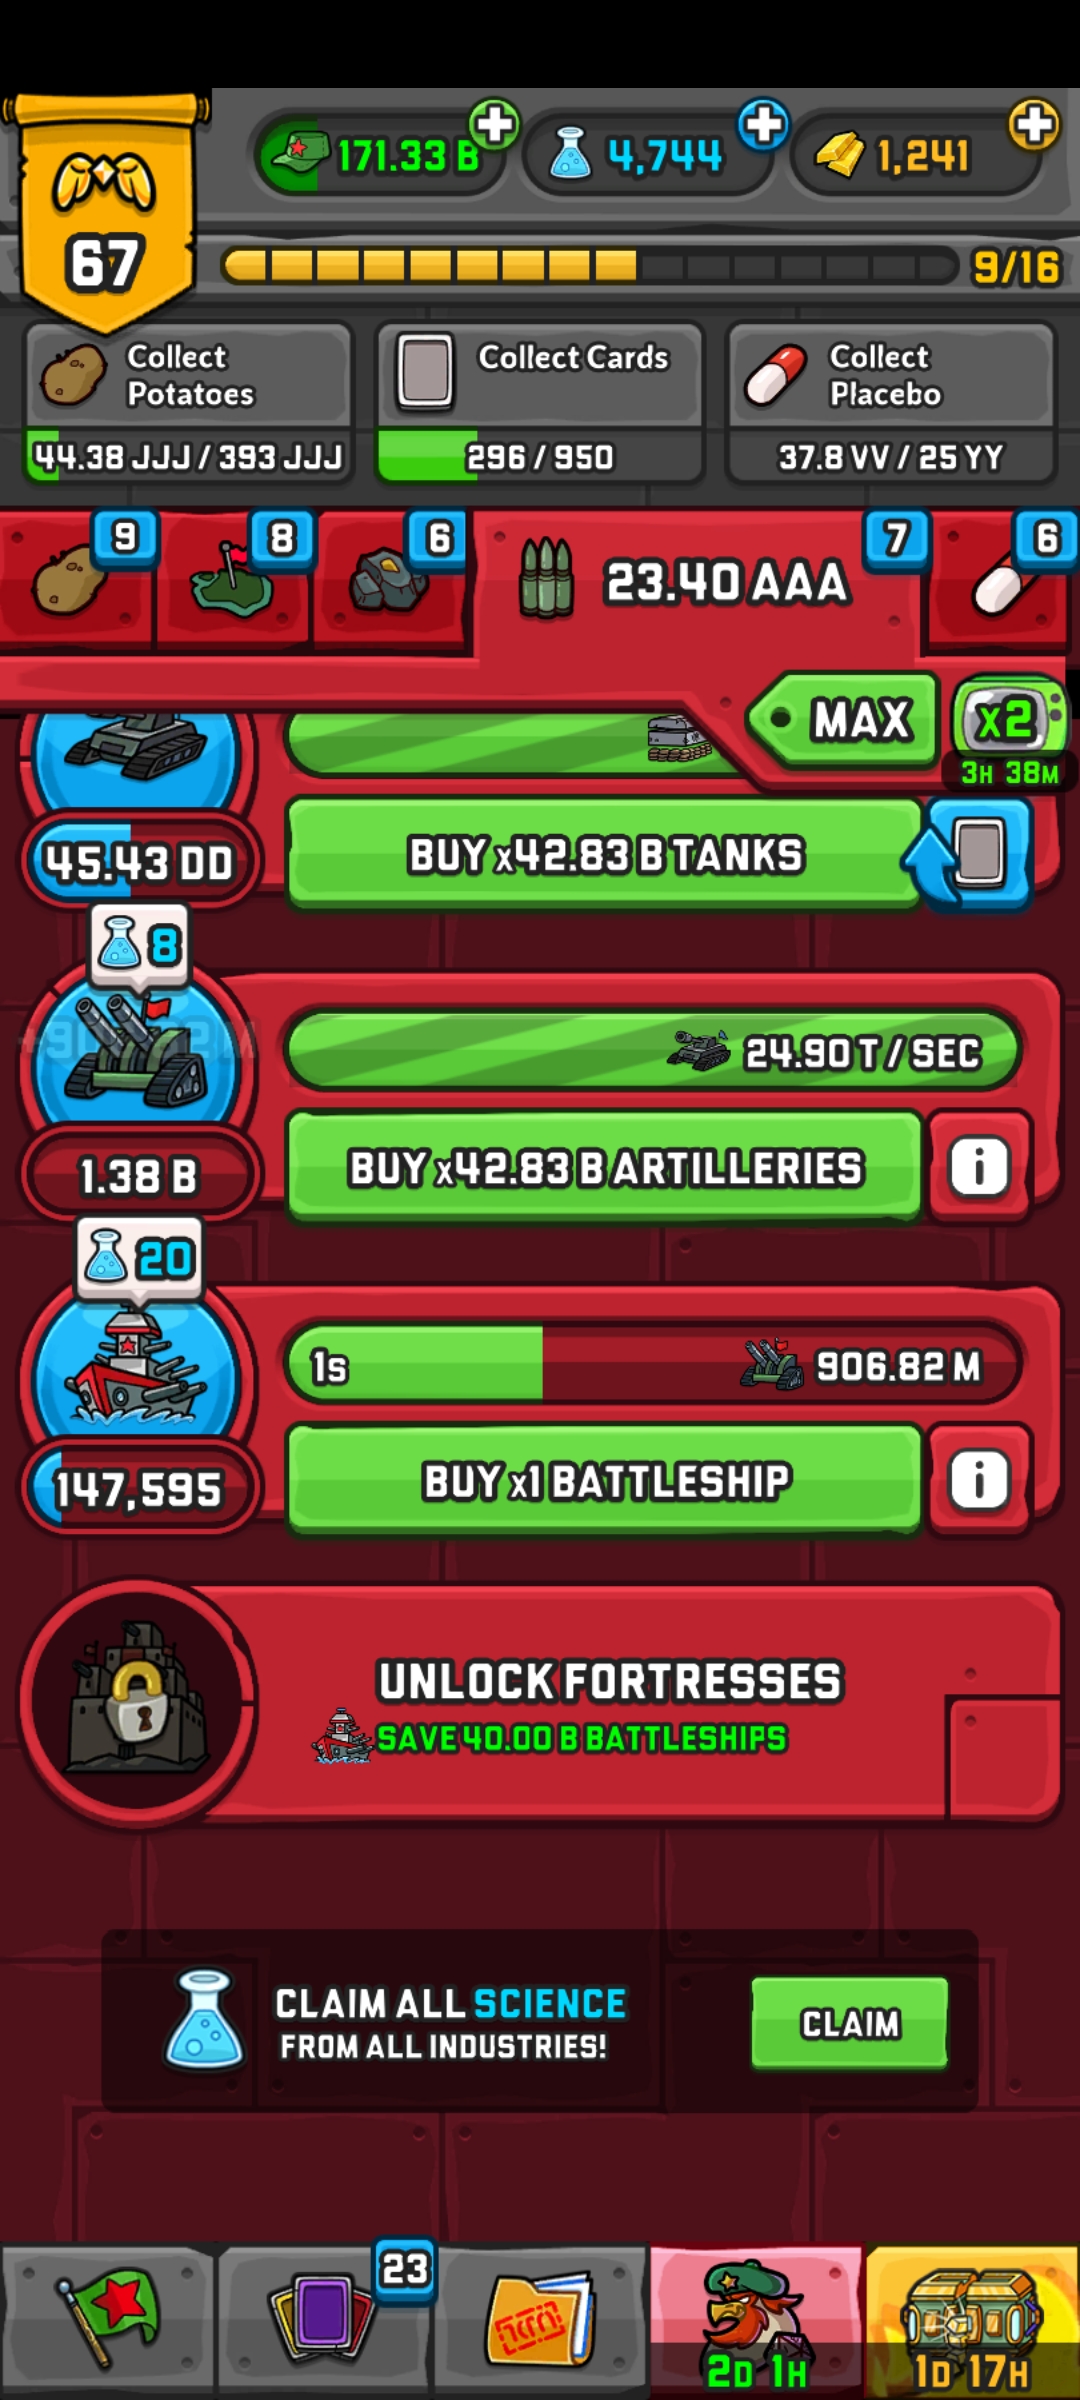 171.33 B
4,744
1,241
67
9/16
Collect
Potatoes
44.38 JJJ / 393 JJJ
Collect Cards
296 / 950
Collect
Placebo
37.8 VV / 25 YY
9
8
6
23.40 AAA
7
6
MAX
x2
3H 38M
45.43 DD
BUY x42.83 B TANKS
8
24.90 T / SEC
1.38 B
BUY x42.83 B ARTILLERIES
20
1s
906.82 M
147,595
BUY x1 BATTLESHIP
UNLOCK FORTRESSES
SAVE 40.00 B BATTLESHIPS
CLAIM ALL SCIENCE
FROM ALL INDUSTRIES!
CLAIM
23
2D 1H
1D 17H